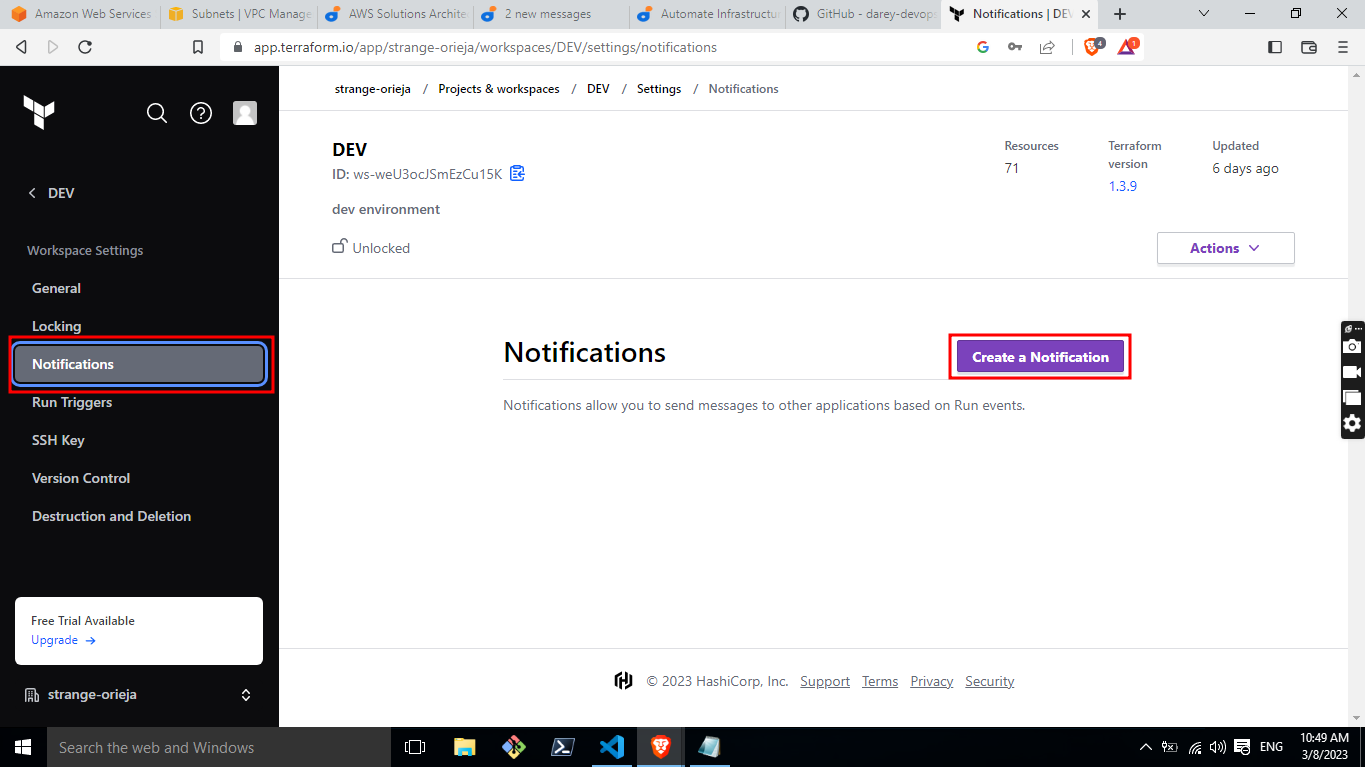 Amazon Web Services
Subnets | VPC Manage
AWS Solutions Archite
2 new messages
Automate Infrastructu
GitHub - darey-devop
Notifications | DEV
app.terraform.io/app/strange-orieja/workspaces/DEV/settings/notifications
4
1
strange-orieja / Projects & workspaces / DEV / Settings / Notifications
DEV
Workspace Settings
General
Locking
Notifications
Run Triggers
SSH Key
Version Control
Destruction and Deletion
Free Trial Available
Upgrade
strange-orieja
DEV
ID: ws-weU3ocJSmEzCu15K
dev environment
Unlocked
Resources
71
Terraform
version
1.3.9
Updated
6 days ago
Actions
Notifications
Create a Notification
Notifications allow you to send messages to other applications based on Run events.
© 2023 HashiCorp, Inc. Support Terms Privacy Security
Search the web and Windows
ENG
10:49 AM
3/8/2023